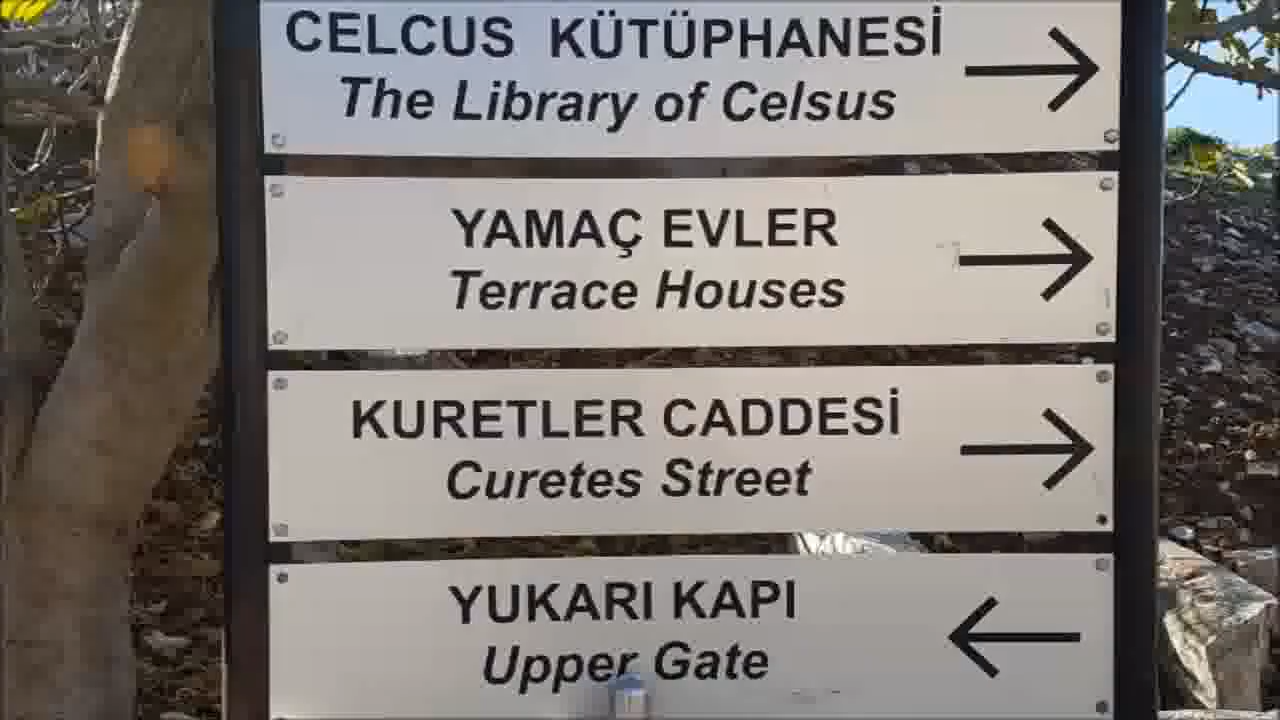 CELCUS KÜTÜPHANESİ
The Library of Celsus
YAMAÇ EVLER
Terrace Houses
KURETLER CADDESİ
Curetes Street
YUKARI KAPI
Upper Gate